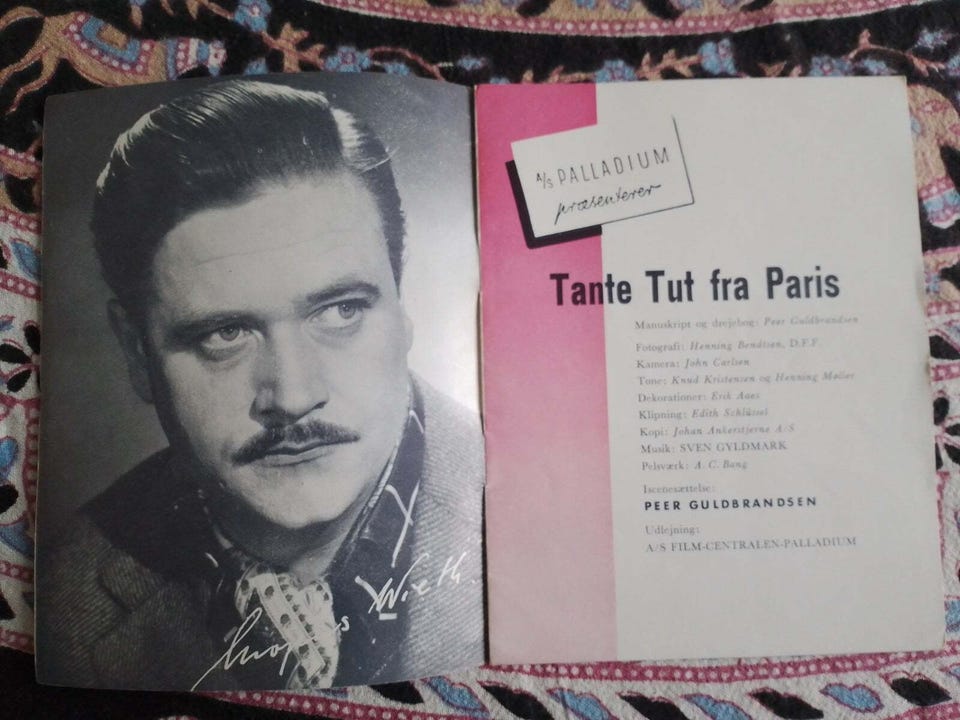 Mogens Wieth.
A/S PALLADIUM
præsenterer
Tante Tut fra Paris
Manuskript og drejebog: Peer Guldbrandsen
Fotografi: Henning Bendtsen, D.F.F.
Kamera: John Carlsen
Tone: Knud Kristensen og Henning Møller
Dekorationer: Erik Aaes
Klipning: Edith Schlüssel
Kopi: Johan Ankerstjerne A/S
Musik: SVEN GYLDMARK
Pelsværk: A. C. Bang
Iscenesættelse:
PEER GULDBRANDSEN
Udlejning:
A/S FILM-CENTRALEN-PALLADIUM